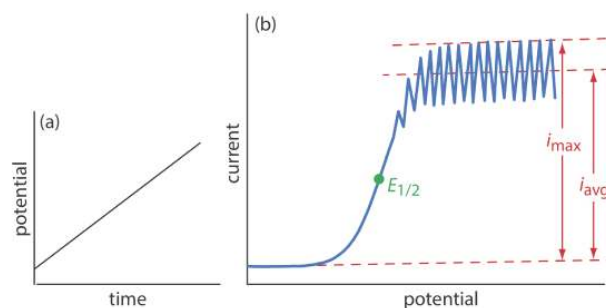 (a)
potential
time
(b)
current
E1/2
imax
iavg
potential